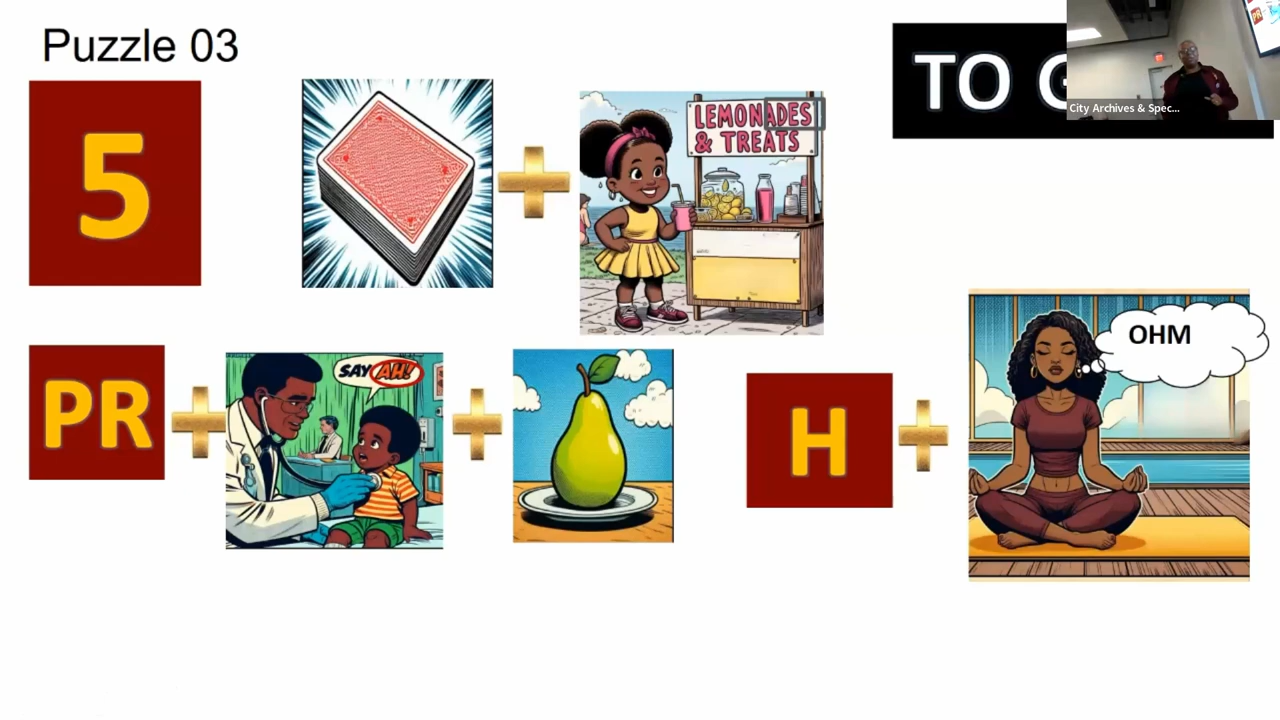 Puzzle 03
5
LEMONADES
& TREATS
TO
City Archives & Spec...
PR
SAY AH!
H
OHM